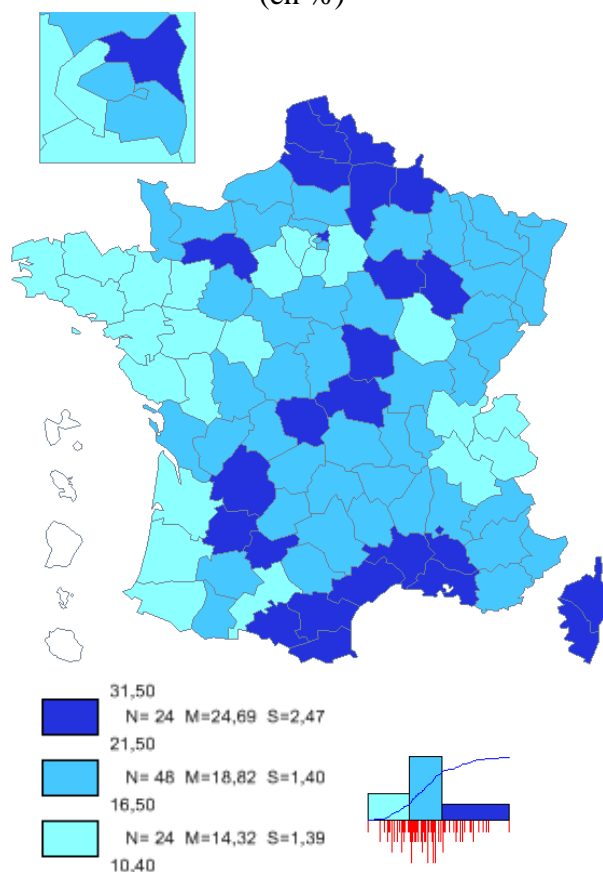 (en %)
31,50
N= 24 M=24,69 S=2,47
21,50
N= 48 M=18,82 S=1,40
16,50
N= 24 M=14,32 S=1,39
10,40